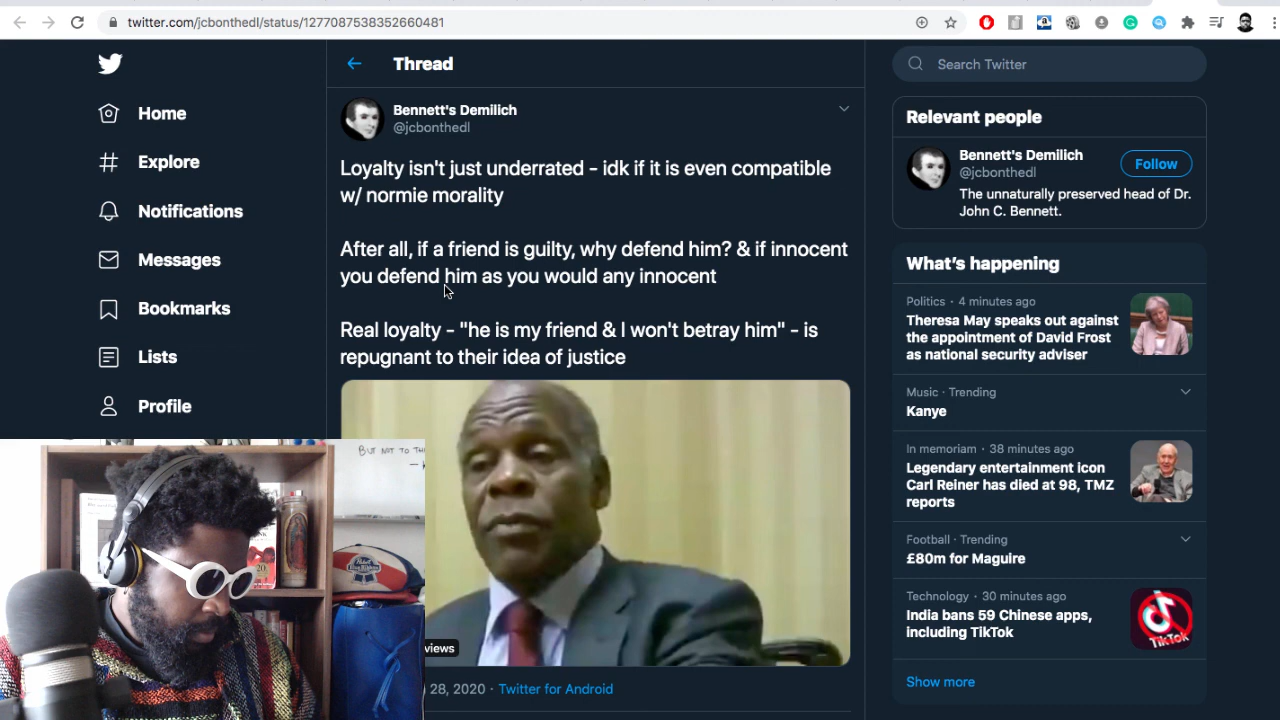 twitter.com/jcbonthedl/status/1277087538352660481
Home
Explore
Notifications
Messages
Bookmarks
Lists
Profile
Thread
Bennett's Demilich
@jcbonthedl
Loyalty isn't just underrated - idk if it is even compatible
w/ normie morality
After all, if a friend is guilty, why defend him? & if innocent
you defend him as you would any innocent
Real loyalty - "he is my friend & I won't betray him" - is
repugnant to their idea of justice
views
28, 2020 · Twitter for Android
BUT NOT TO
Search Twitter
Relevant people
Bennett's Demilich
@jcbonthedl
Follow
The unnaturally preserved head of Dr.
John C. Bennett.
What's happening
Politics · 4 minutes ago
Theresa May speaks out against
the appointment of David Frost
as national security adviser
Music · Trending
Kanye
In memoriam · 38 minutes ago
Legendary entertainment icon
Carl Reiner has died at 98, TMZ
reports
Football · Trending
£80m for Maguire
Technology · 30 minutes ago
India bans 59 Chinese apps,
including TikTok
TikTok
Show more